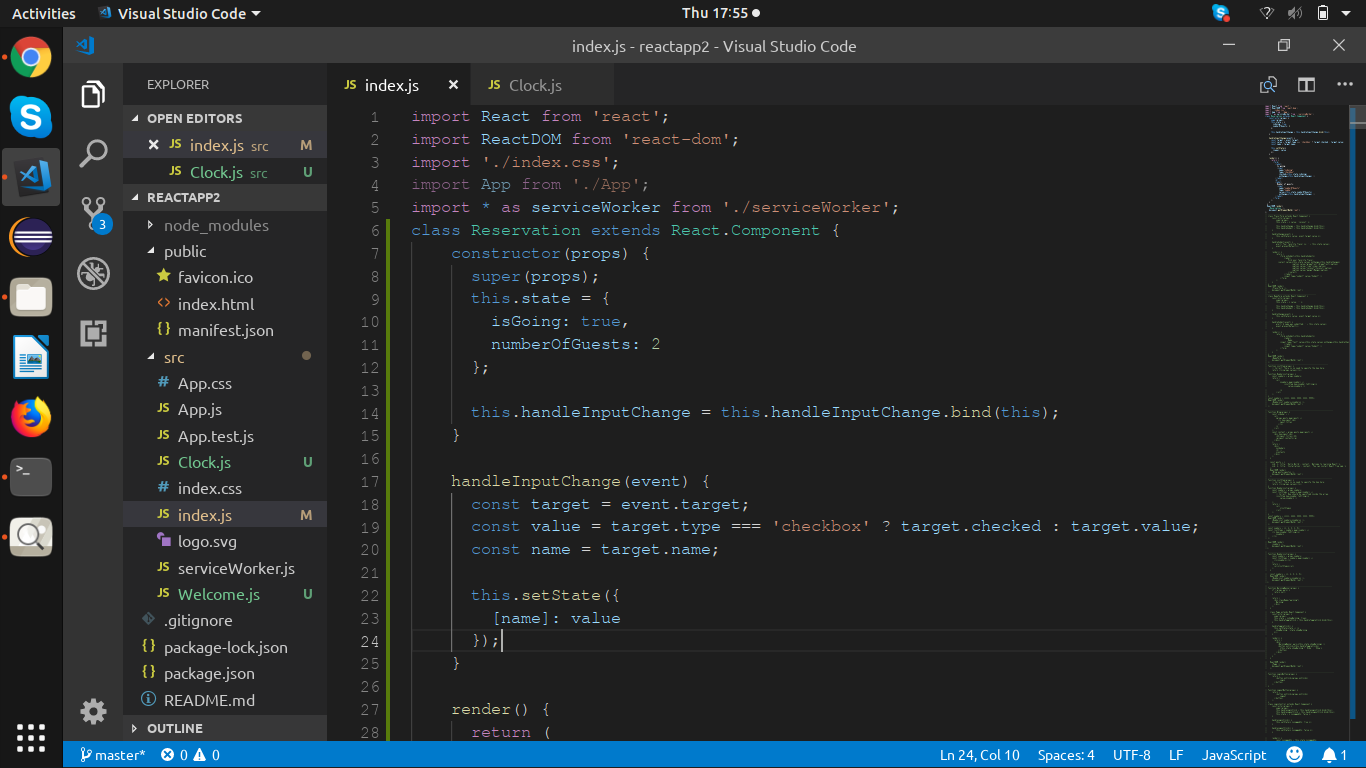 Activities
Visual Studio Code
Thu 17:55
index.js - reactapp2 - Visual Studio Code
EXPLORER
OPEN EDITORS
JS index.js src M
JS Clock.js src U
REACTAPP2
node_modules
public
favicon.ico
<> index.html
{} manifest.json
src
# App.css
JS App.js
JS App.test.js
JS Clock.js U
# index.css
JS index.js M
logo.svg
JS serviceWorker.js
JS Welcome.js U
.gitignore
{} package-lock.json
{} package.json
README.md
OUTLINE
3
JS index.js
JS Clock.js
1 import React from 'react';
2 import ReactDOM from 'react-dom';
3 import './index.css';
4 import App from './App';
5 import * as serviceWorker from './serviceWorker';
6 class Reservation extends React.Component {
7 constructor(props) {
8 super(props);
9 this.state = {
10 isGoing: true,
11 numberOfGuests: 2
12 };
13
14 this.handleInputChange = this.handleInputChange.bind(this);
15 }
16
17 handleInputChange(event) {
18 const target = event.target;
19 const value = target.type === 'checkbox' ? target.checked : target.value;
20 const name = target.name;
21
22 this.setState({
23 [name]: value
24 });
25 }
26
27 render() {
28 return (
master* 0 0
Ln 24, Col 10
Spaces: 4
UTF-8
LF
JavaScript
1